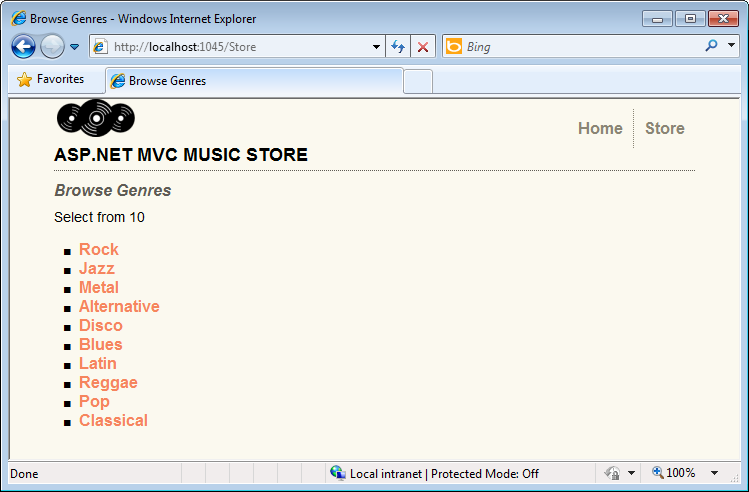 Browse Genres - Windows Internet Explorer
http://localhost:1045/Store
Bing
Favorites
Browse Genres
Home
Store
ASP.NET MVC MUSIC STORE
Browse Genres
Select from 10
Rock
Jazz
Metal
Alternative
Disco
Blues
Latin
Reggae
Pop
Classical
Done
Local intranet | Protected Mode: Off
100%